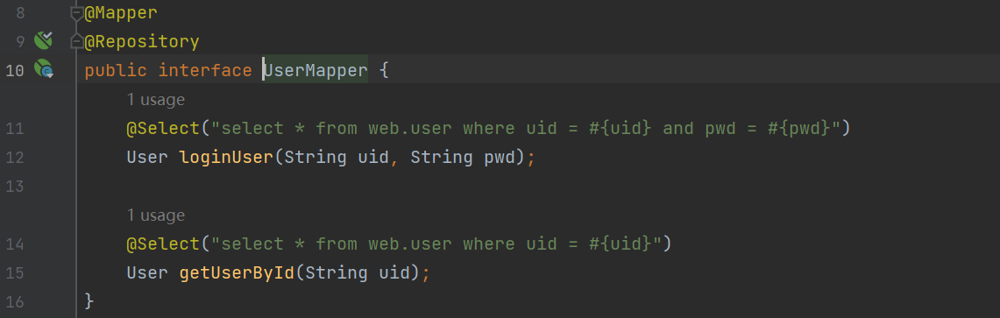 8 @Mapper
9 @Repository
10 public interface UserMapper {
1 usage
11 @Select("select * from web.user where uid = #{uid} and pwd = #{pwd}")
12 User loginUser(String uid, String pwd);
13
1 usage
14 @Select("select * from web.user where uid = #{uid}")
15 User getUserById(String uid);
16 }